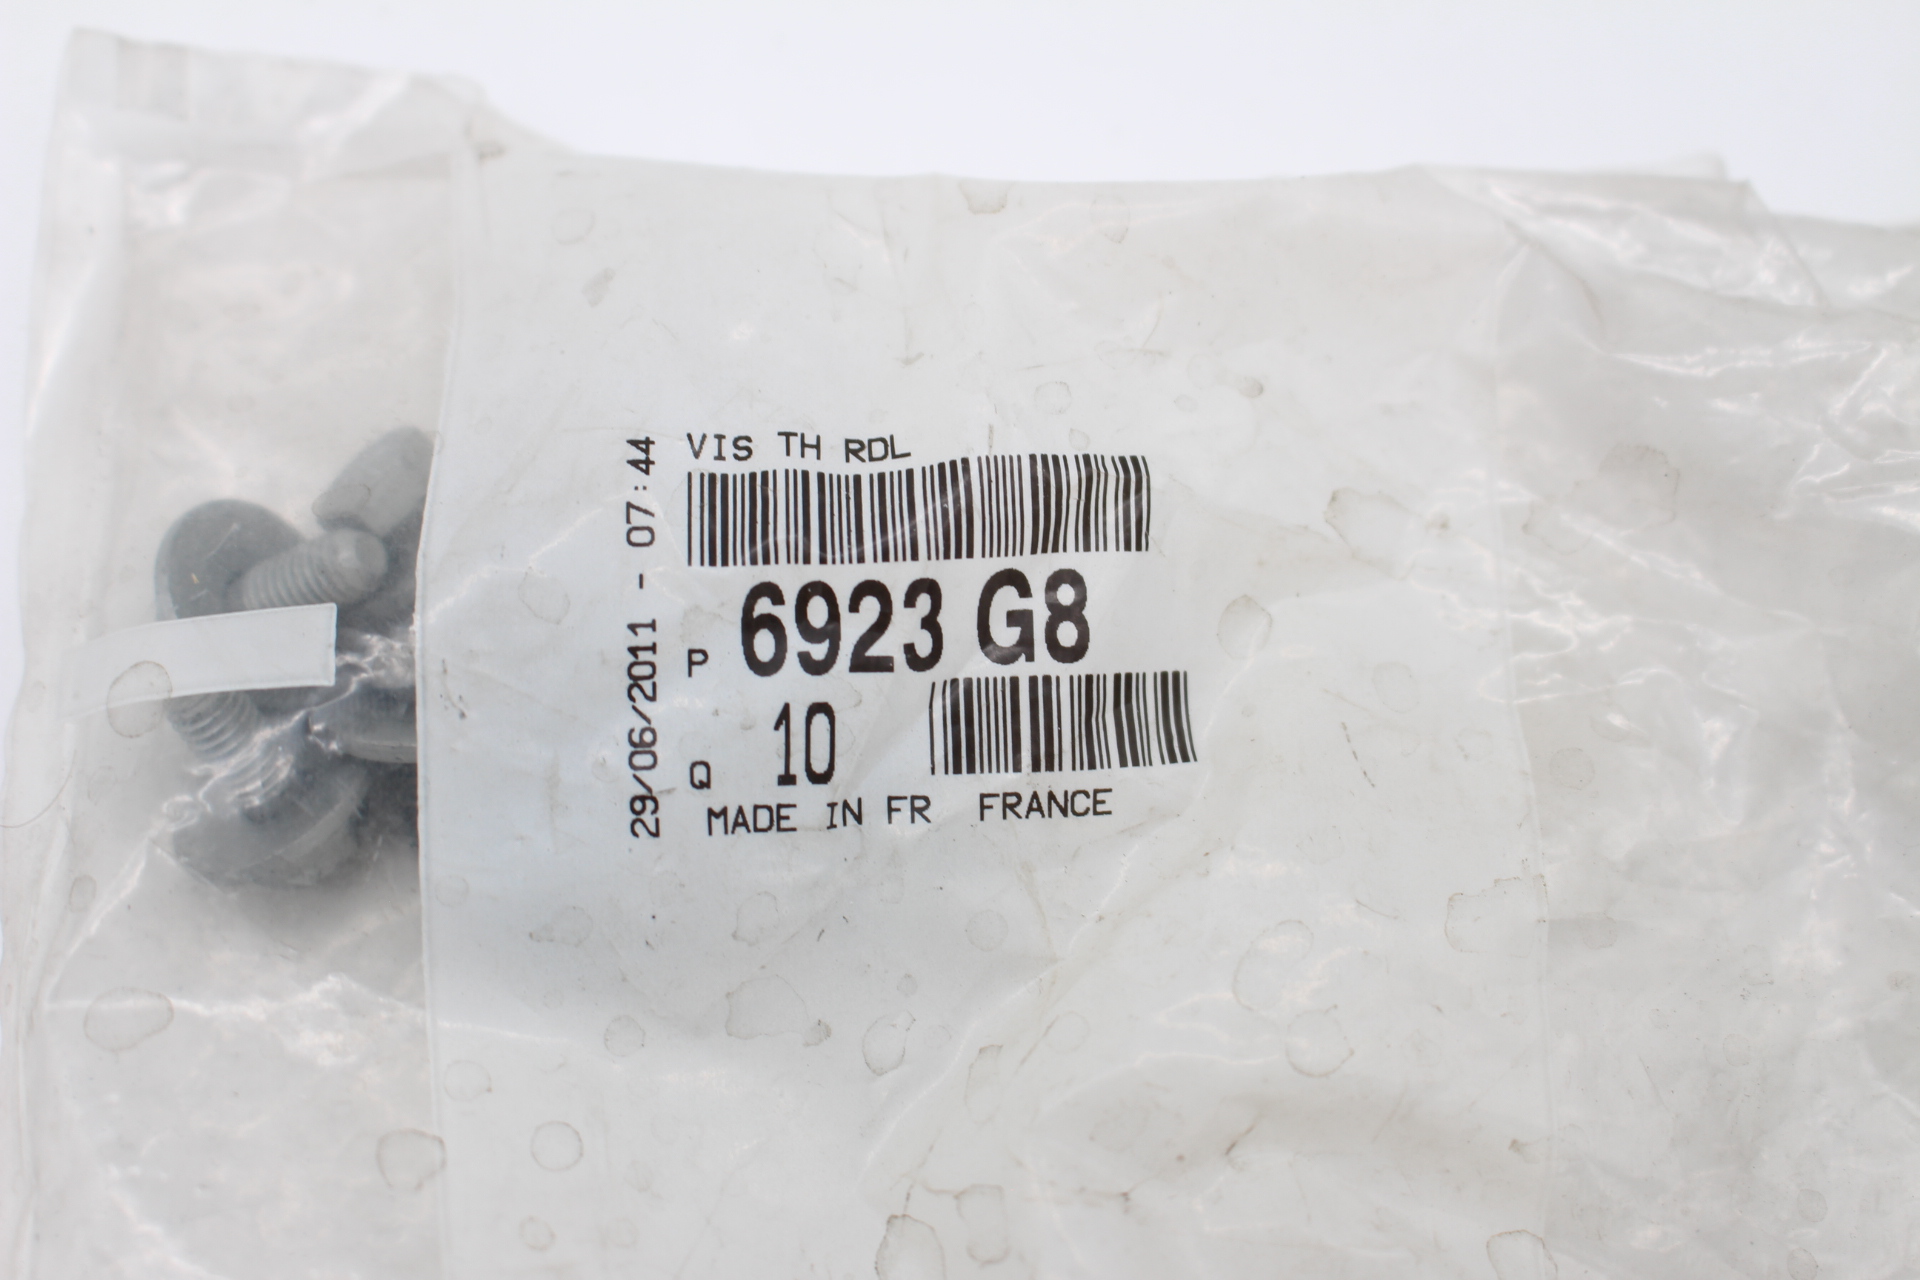 VIS TH RDL
P 6923 G8
Q 10
MADE IN FR FRANCE
29/06/2011 - 07:44